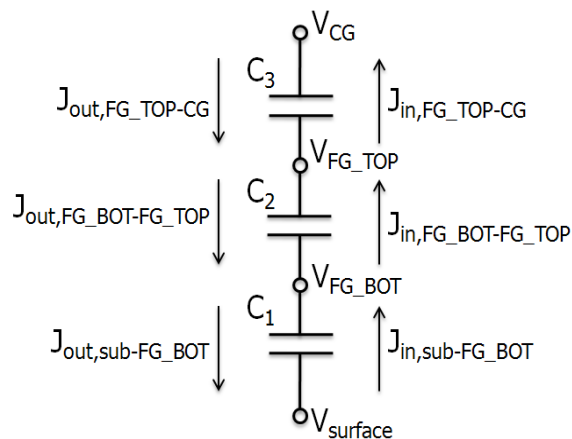 V_CG
C_3
J_out,FG_TOP-CG
J_in,FG_TOP-CG
V_FG_TOP
C_2
J_out,FG_BOT-FG_TOP
J_in,FG_BOT-FG_TOP
V_FG_BOT
C_1
J_out,sub-FG_BOT
J_in,sub-FG_BOT
V_surface